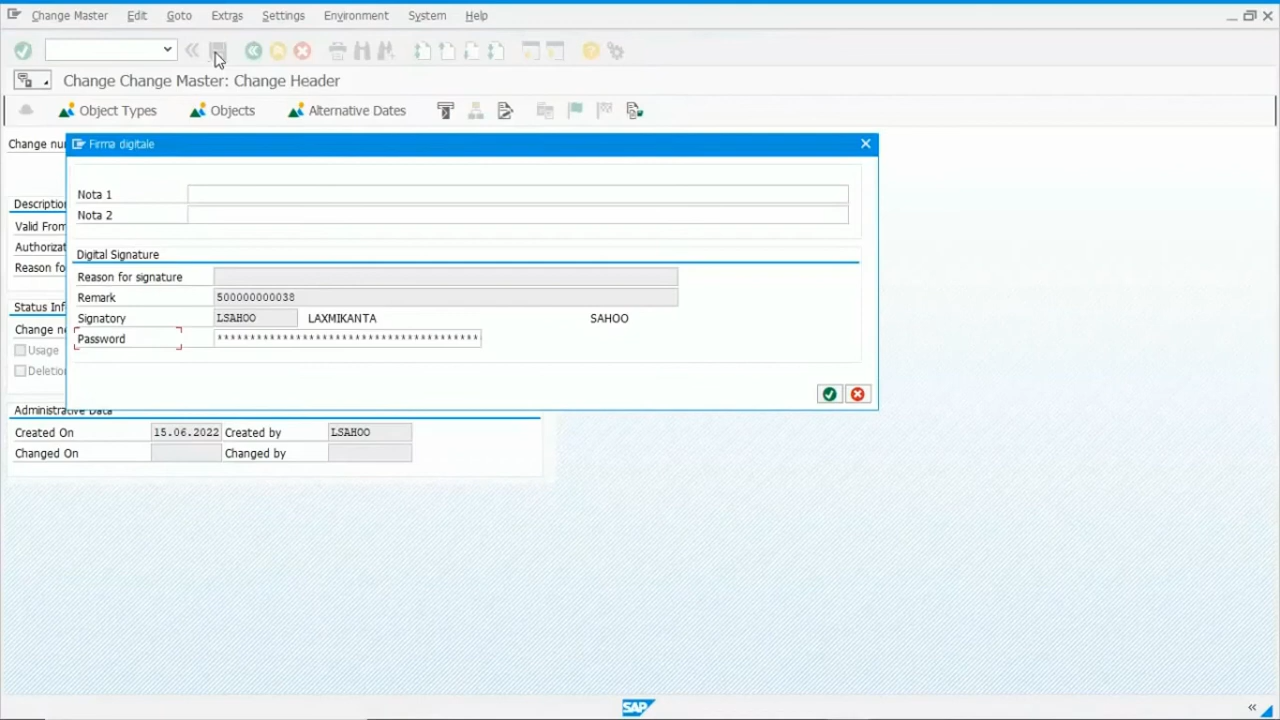 Change Master Edit Goto Extras Settings Environment System Help
Change Change Master: Change Header
Object Types Objects Alternative Dates
Change nu
Firma digitale
Nota 1
Nota 2
Description
Valid From
Authorizat
Reason fo
Digital Signature
Reason for signature
Remark 500000000038
Signatory LSAHOO LAXMIKANTA SAHOO
Password ****************************************
Status Inf
Change ne
Usage
Deletio
Administrative Data
Created On 15.06.2022 Created by LSAHOO
Changed On Changed by
SAP